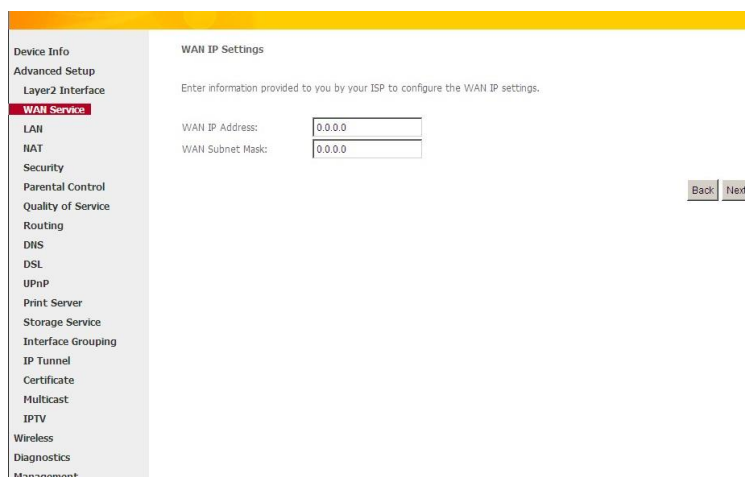 Device Info
Advanced Setup
Layer2 Interface
WAN Service
LAN
NAT
Security
Parental Control
Quality of Service
Routing
DNS
DSL
UPnP
Print Server
Storage Service
Interface Grouping
IP Tunnel
Certificate
Multicast
IPTV
Wireless
Diagnostics
Management
WAN IP Settings
Enter information provided to you by your ISP to configure the WAN IP settings.
WAN IP Address: 0.0.0.0
WAN Subnet Mask: 0.0.0.0
Back Next